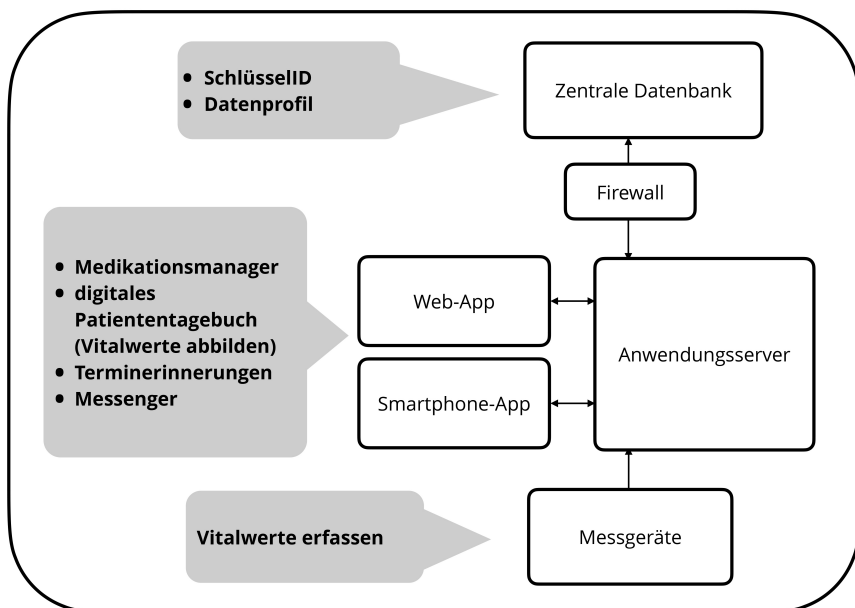 • SchlüsselID
• Datenprofil
Zentrale Datenbank
Firewall
• Medikationsmanager
• digitales
Patiententagebuch
(Vitalwerte abbilden)
• Terminerinnerungen
• Messenger
Web-App
Smartphone-App
Anwendungsserver
Vitalwerte erfassen
Messgeräte